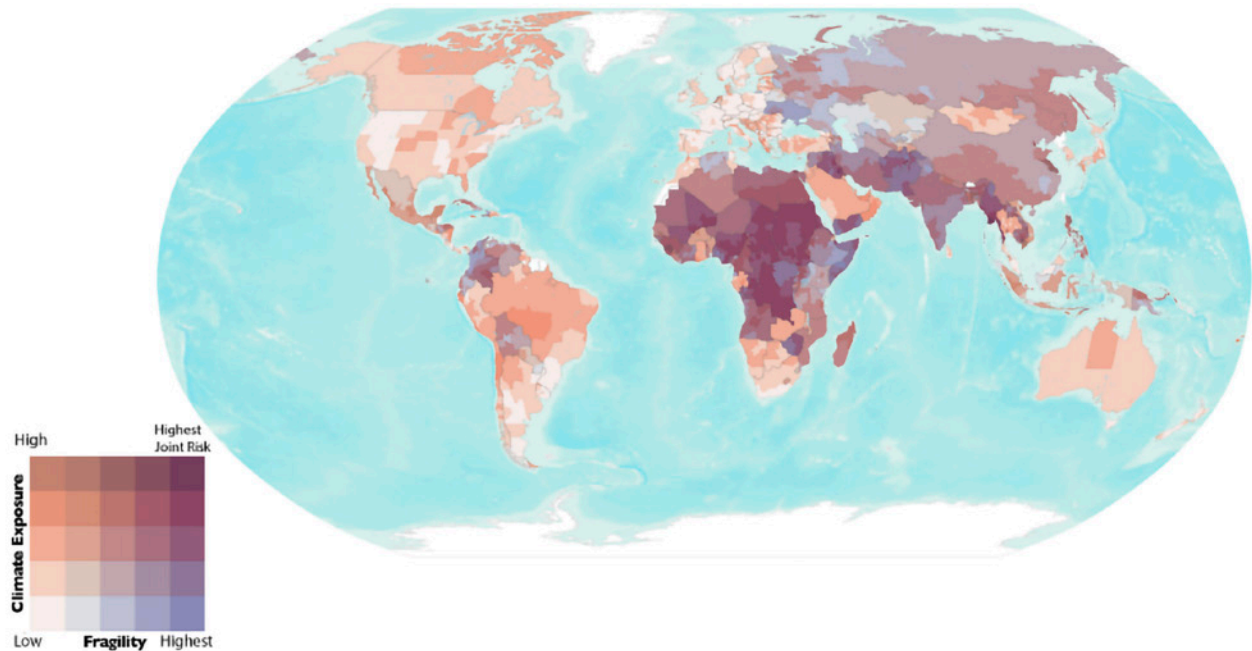 High
Highest
Joint Risk
Climate Exposure
Low Fragility Highest